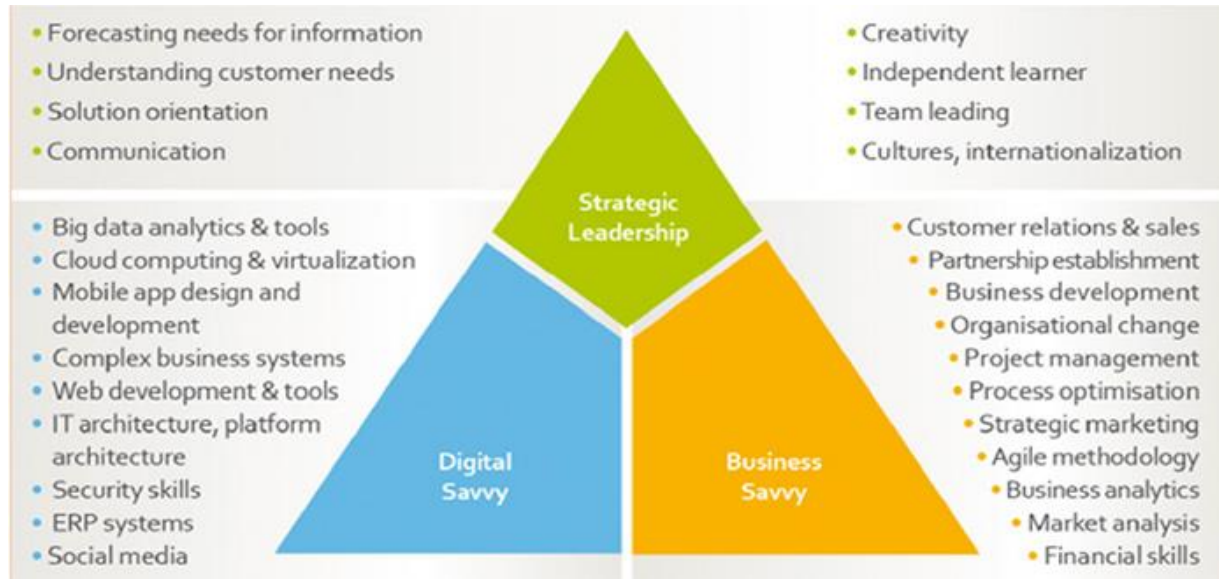 • Forecasting needs for information
• Understanding customer needs
• Solution orientation
• Communication
• Creativity
• Independent learner
• Team leading
• Cultures, internationalization
Strategic
Leadership
• Big data analytics & tools
• Cloud computing & virtualization
• Mobile app design and
development
• Complex business systems
• Web development & tools
• IT architecture, platform
architecture
• Security skills
• ERP systems
• Social media
Digital
Savvy
Business
Savvy
• Customer relations & sales
• Partnership establishment
• Business development
• Organisational change
• Project management
• Process optimisation
• Strategic marketing
• Agile methodology
• Business analytics
• Market analysis
• Financial skills